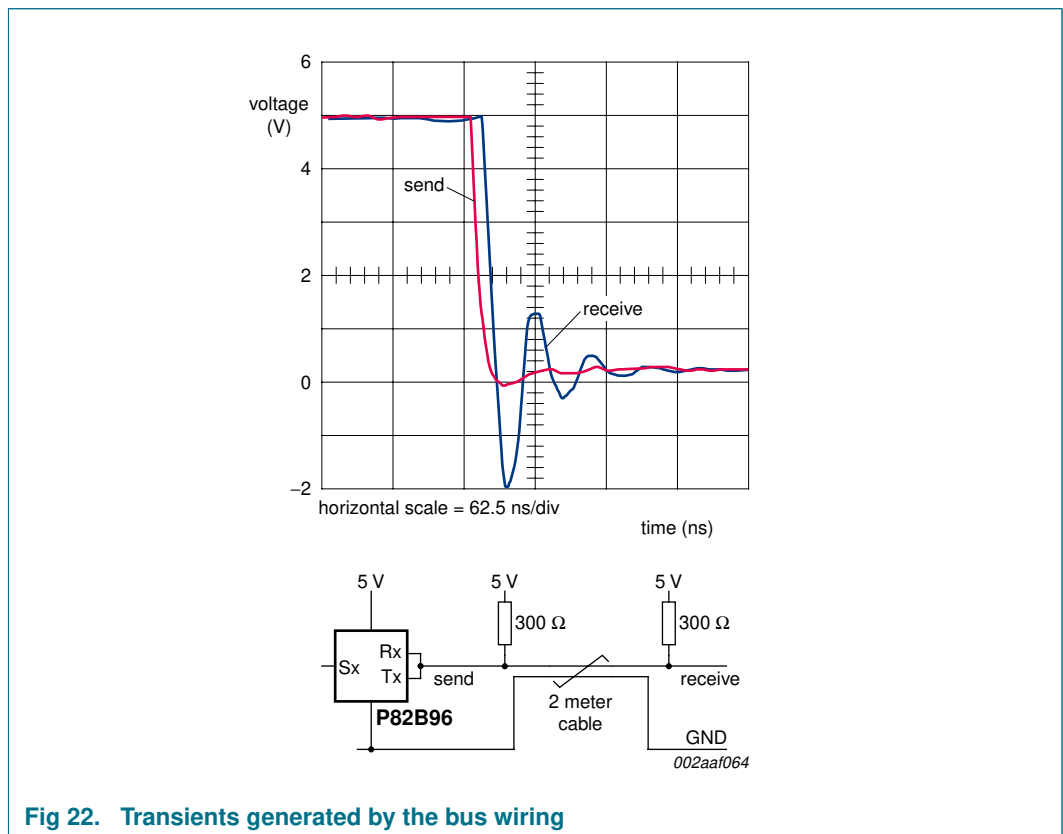 6
voltage
(V)
4
send
2
receive
0
−2
horizontal scale = 62.5 ns/div
time (ns)
5 V
5 V
5 V
300 Ω
300 Ω
Rx
Sx
Tx
send
receive
2 meter
cable
P82B96
GND
002aaf064
Fig 22. Transients generated by the bus wiring